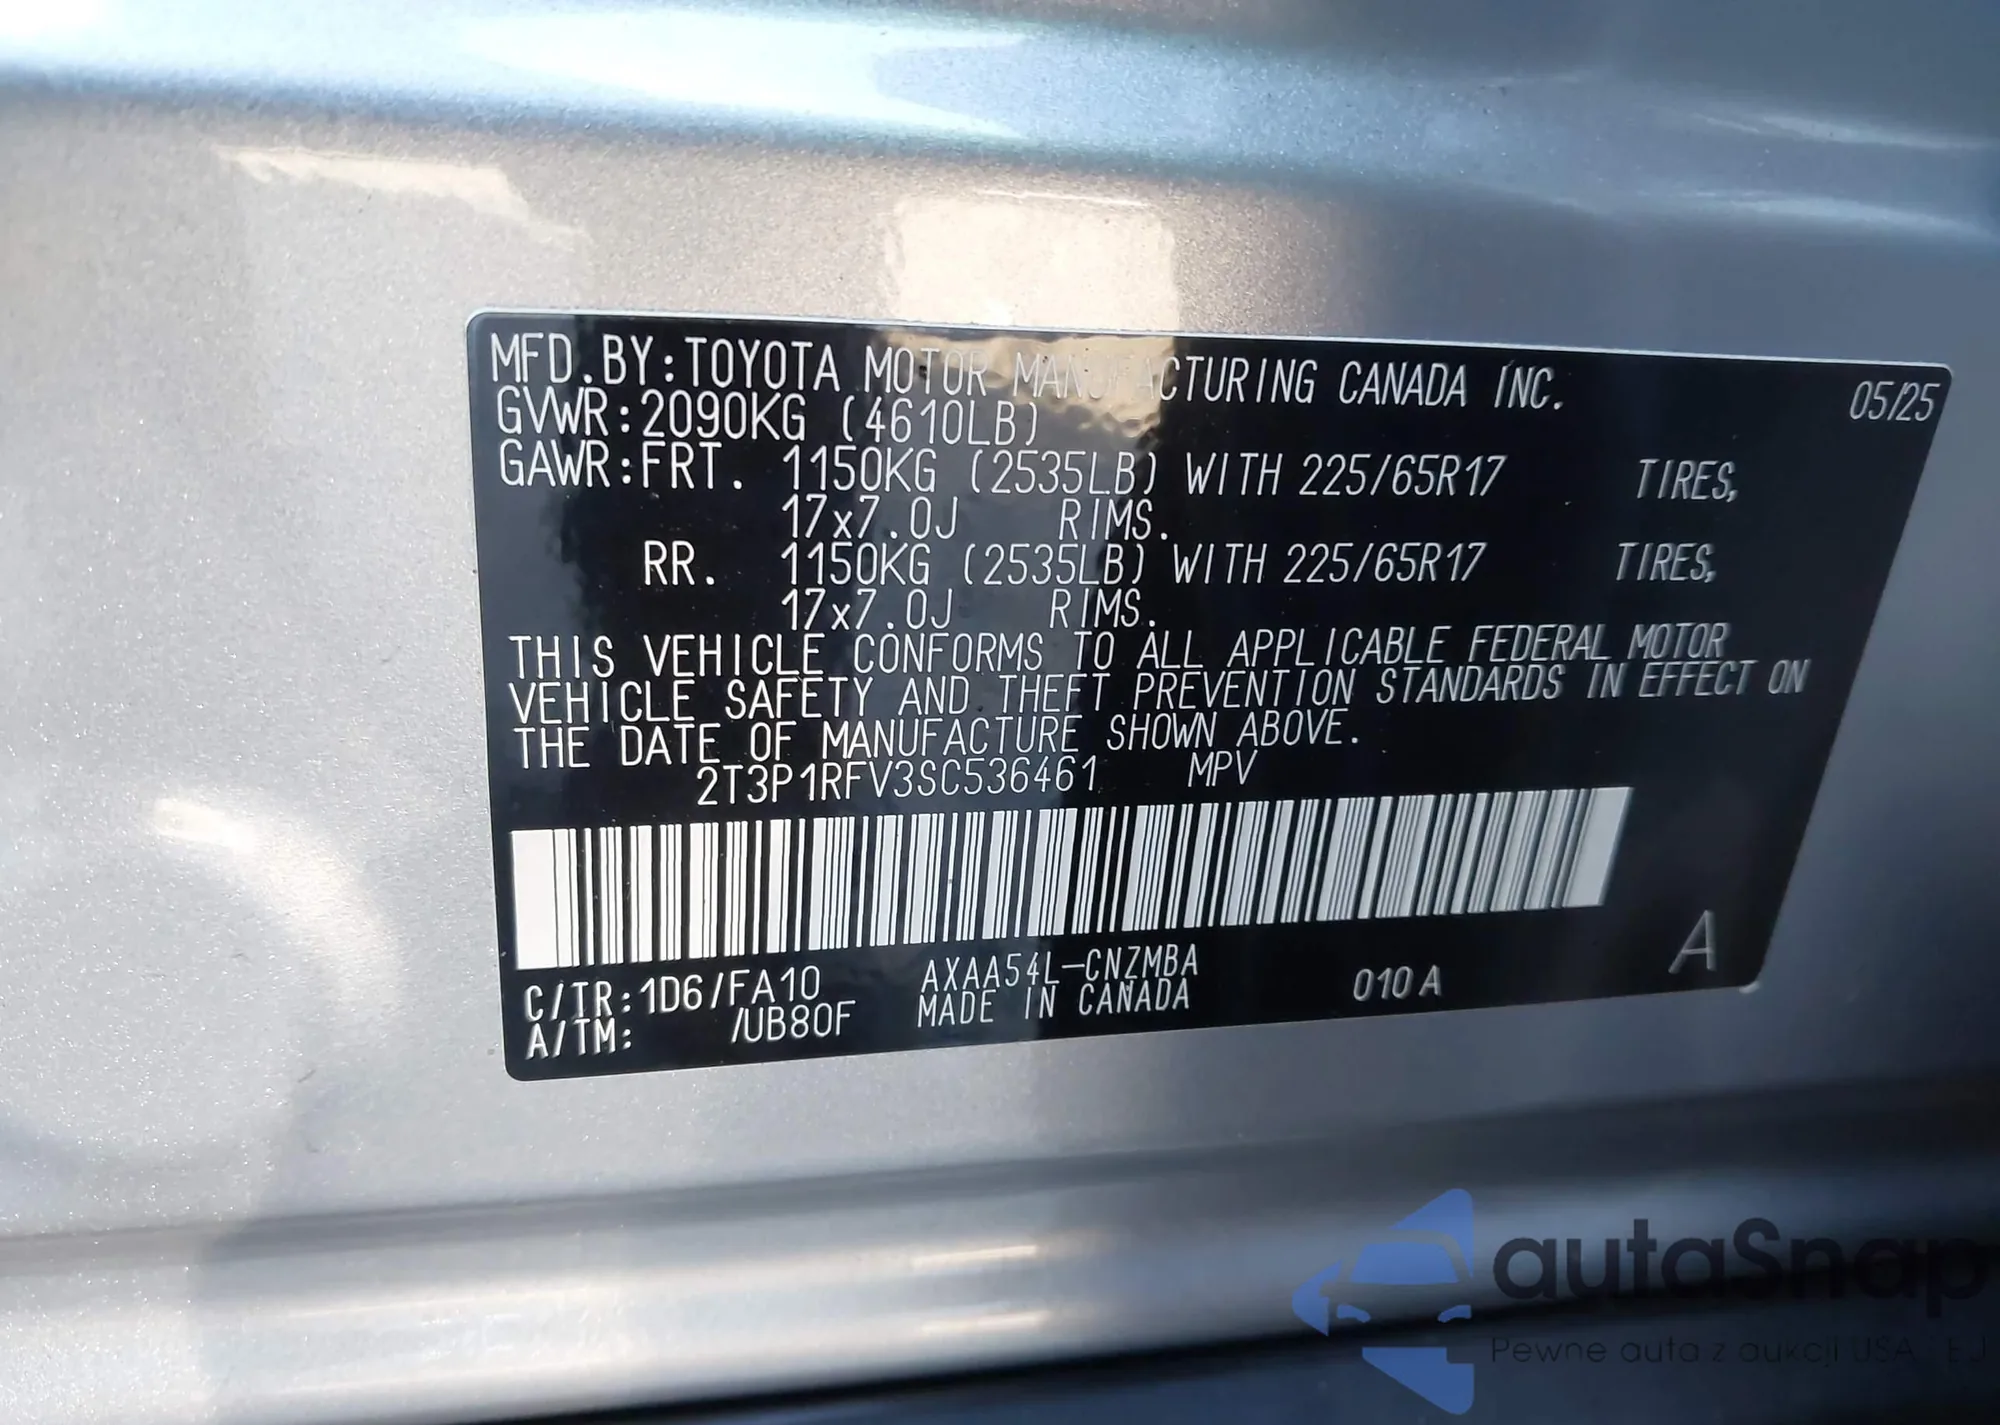 MFD.BY:TOYOTA MOTOR MANUFACTURING CANADA INC. 05/25
GVWR:2090KG (4610LB)
GAWR:FRT. 1150KG (2535LB) WITH 225/65R17 TIRES,
17x7.0J RIMS.
RR. 1150KG (2535LB) WITH 225/65R17 TIRES,
17x7.0J RIMS.
THIS VEHICLE CONFORMS TO ALL APPLICABLE FEDERAL MOTOR
VEHICLE SAFETY AND THEFT PREVENTION STANDARDS IN EFFECT ON
THE DATE OF MANUFACTURE SHOWN ABOVE.
2T3P1RFV3SC536461 MPV
A
C/TR:1D6/FA10 AXAA54L-CNZMBA 010 A
A/TM: /UB80F MADE IN CANADA
autaSnap
Pewne auta z aukcji USA